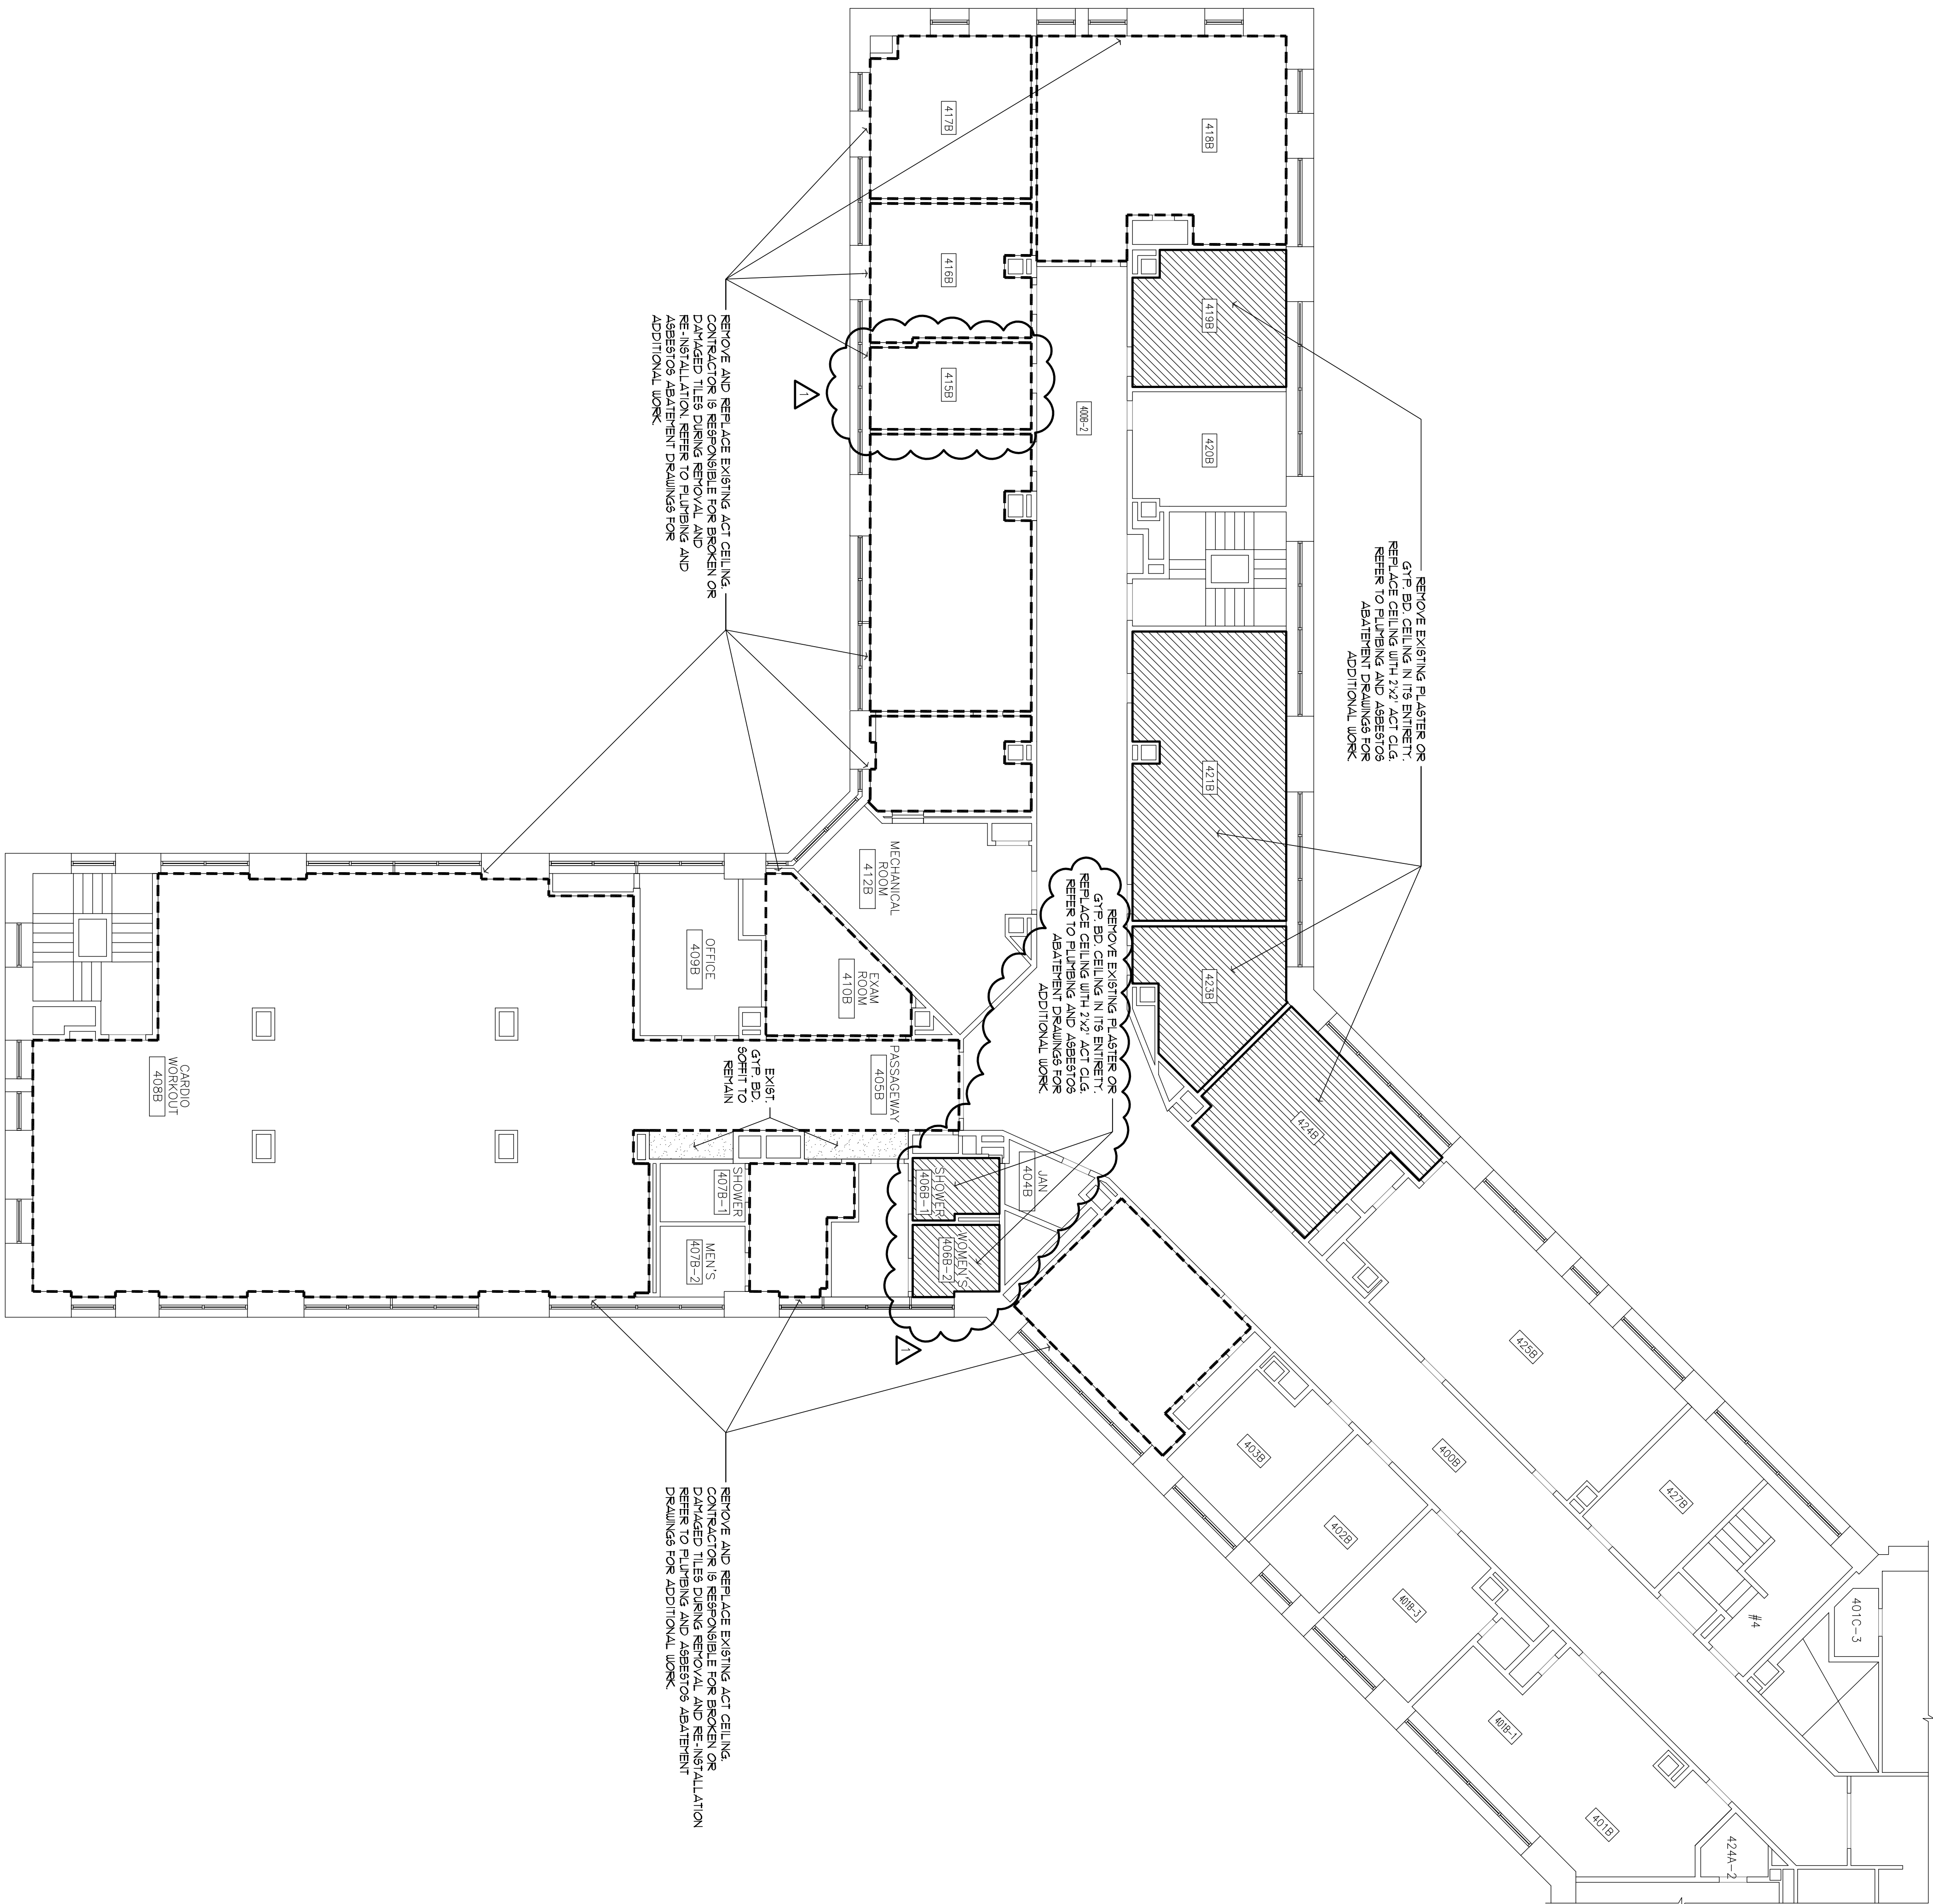 REMOVE EXISTING PLASTER OR
GYP. BD. CEILING IN ITS ENTIRETY.
REPLACE CEILING WITH 2'x2' ACT CLG.
REFER TO PLUMBING AND ASBESTOS
ABATEMENT DRAWINGS FOR
ADDITIONAL WORK.
418B
419B
420B
421B
423B
424B
425B
427B
#4
401C-3
417B
416B
415B
400B-2
400B
1
REMOVE AND REPLACE EXISTING ACT CEILING.
CONTRACTOR IS RESPONSIBLE FOR BROKEN OR
DAMAGED TILES DURING REMOVAL AND
RE-INSTALLATION. REFER TO PLUMBING AND
ASBESTOS ABATEMENT DRAWINGS FOR
ADDITIONAL WORK.
REMOVE EXISTING PLASTER OR
GYP. BD. CEILING IN ITS ENTIRETY.
REPLACE CEILING WITH 2'x2' ACT CLG.
REFER TO PLUMBING AND ASBESTOS
ABATEMENT DRAWINGS FOR
ADDITIONAL WORK.
MECHANICAL
ROOM
412B
EXAM
ROOM
410B
OFFICE
409B
PASSAGEWAY
405B
JAN
404B
SHOWER
406B-1
WOMEN'S
406B-2
1
403B
402B
401B-3
401B-1
401B
424A-2
EXIST.
GYP. BD.
SOFFIT TO
REMAIN
SHOWER
407B-1
MEN'S
407B-2
CARDIO
WORKOUT
408B
REMOVE AND REPLACE EXISTING ACT CEILING.
CONTRACTOR IS RESPONSIBLE FOR BROKEN OR
DAMAGED TILES DURING REMOVAL AND RE-INSTALLATION
REFER TO PLUMBING AND ASBESTOS ABATEMENT
DRAWINGS FOR ADDITIONAL WORK.